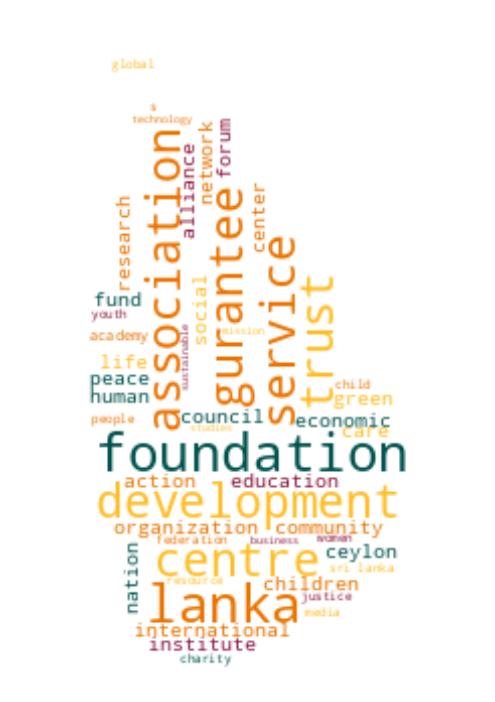 global
s
technology
association
alliance
network
forum
research
gurantee
center
service
trust
social
fund
youth
mission
sustainable
academy
life
peace
human
child
green
people
council
economic
studies
care
foundation
action education
development
organization community
federation business women
nation
centre
ceylon
sri lanka
resource
children
lanka
justice
media
international
institute
charity